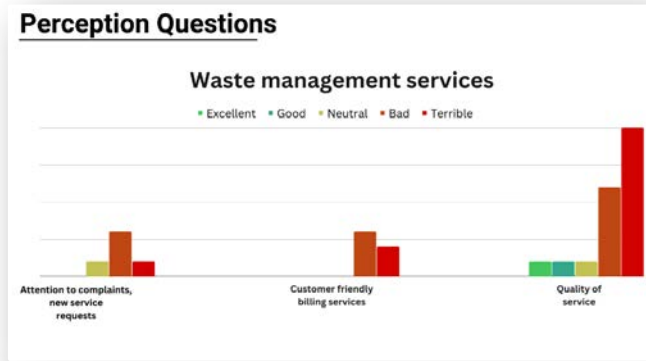 Perception Questions
Waste management services
Excellent Good Neutral Bad Terrible
Attention to complaints,
new service
requests
Customer friendly
billing services
Quality of
service